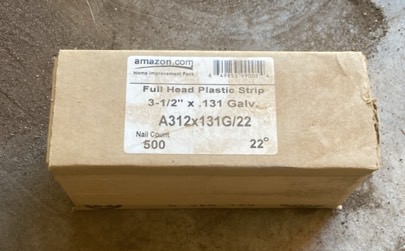 amazon.com
Home Improvement Pack
Full Head Plastic Strip
3-1/2" x .131 Galv.
A312x131G/22
Nail Count
500
22°